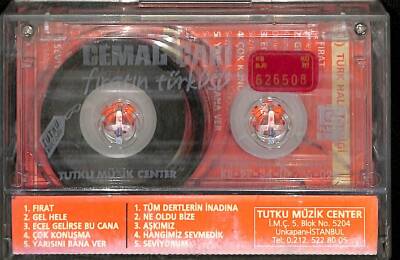 CEMAL
fıratın türküsü
KB
626508
FIRAT
TUTKU
TUTKU MÜZİK CENTER
1. FIRAT
2. GEL HELE
3. ECEL GELİRSE BU CANA
4. ÇOK KONUŞMA
5. YARISINI BANA VER
1. TÜM DERTLERİN İNADINA
2. NE OLDU BİZE
3. AŞKIMIZ
4. HANGİMİZ SEVMEDİK
5. SEVİYORUM
TUTKU MÜZİK CENTER
İ.M.Ç. 5. Blok No. 5204
Unkapanı-İSTANBUL
Tel: 0.212. 522 80 05